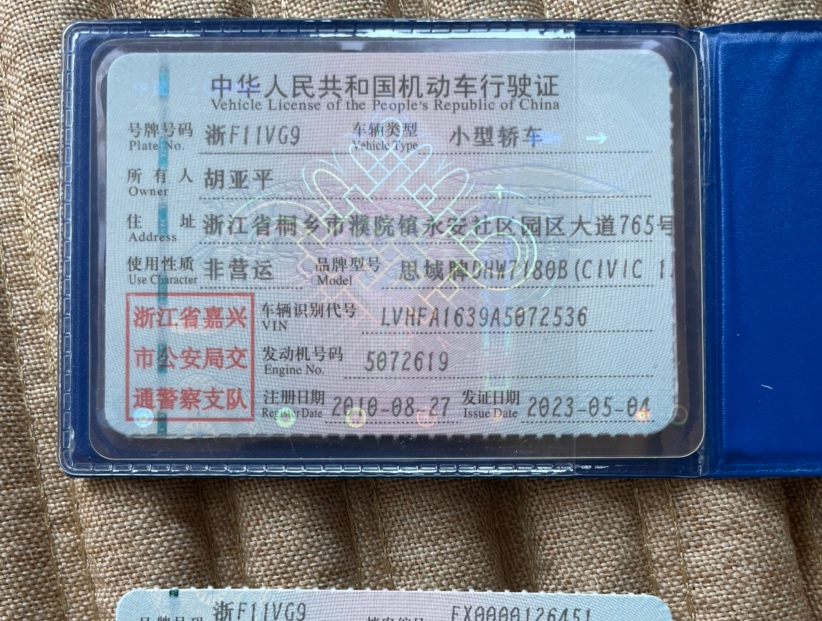 中华人民共和国机动车行驶证
Vehicle License of the People's Republic of China
号牌号码 浙F11VG9 车辆类型 小型轿车
Plate No. Vehicle Type
所有人 胡亚平
Owner
住址 浙江省桐乡市濮院镇永安社区园区大道765号
Address
使用性质 非营运 品牌型号 思域牌DHW7180B(CIVIC 1.
Use Character Model
浙江省嘉兴
市公安局交
通警察支队
车辆识别代号 LVHFA1639A5072536
VIN
发动机号码 5072619
Engine No.
注册日期 2010-08-27 发证日期 2023-05-04
Register Date Issue Date
号牌号码 浙F11VG9 档案编号 FX0000126451